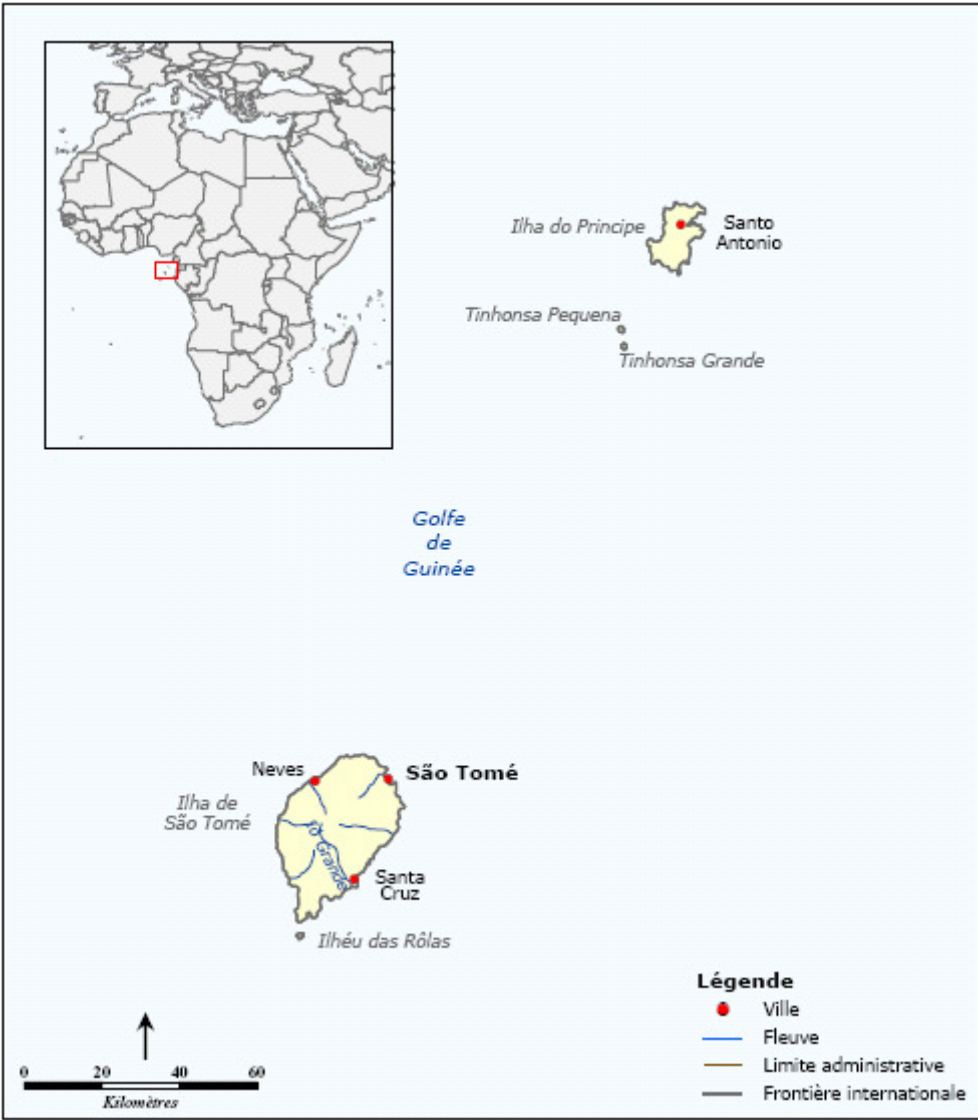 Ilha do Principe
Santo
Antonio
Tinhonsa Pequena
Tinhonsa Grande
Golfe
de
Guinée
Neves
São Tomé
Ilha de
São Tomé
Grande
Santa
Cruz
Ilhéu das Rôlas
Légende
Ville
Fleuve
Limite administrative
Frontière internationale
0 20 40 60
Kilomètres